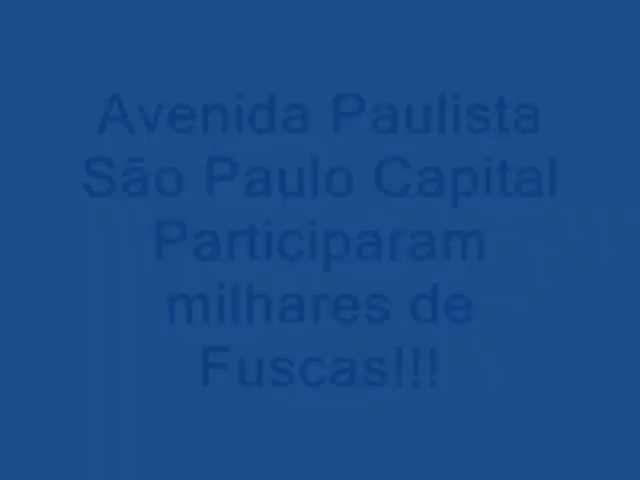 Avenida Paulista
São Paulo Capital
Participaram
milhares de
Fuscas!!!